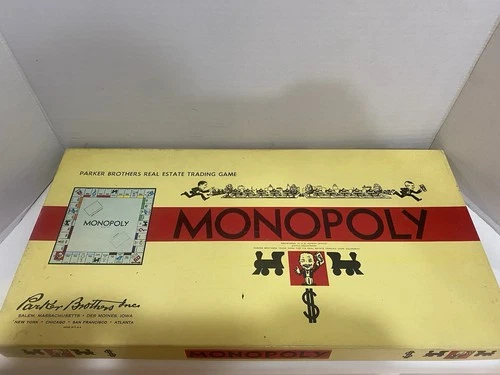 PARKER BROTHERS REAL ESTATE TRADING GAME
MONOPOLY
MONOPOLY
$
Parker Brothers Inc
SALEM, MASSACHUSETTS • DES MOINES, IOWA
NEW YORK • CHICAGO • SAN FRANCISCO • ATLANTA
$
MONOPOLY
$